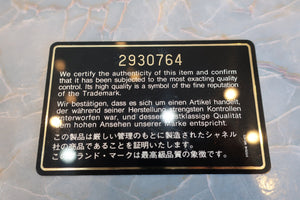 2930764
We certify the authenticity of this item and confirm
that it has been subjected to the most exacting quality
control. Its high quality is a symbol of the fine reputation
of the Trademark.
Wir bestätigen, dass es sich um einen Artikel handelt,
der während seiner Herstellung strengsten Kontrollen
unterworfen war, und dessen erstklassige Qualität
dem hohen Ansehen unserer Marke entspricht.
この製品は厳しい管理のもとに製造されたシャネル
社の商品であることを証明いたします。
このブランド・マークは最高級品質の象徴です。